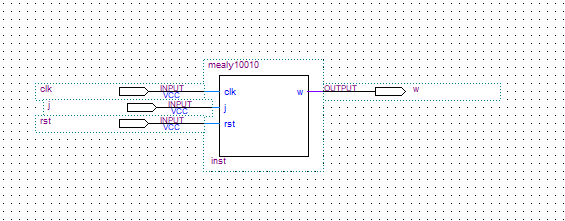 mealy10010
clk INPUT VCC clk w OUTPUT w
j INPUT VCC j
rst INPUT VCC rst
inst